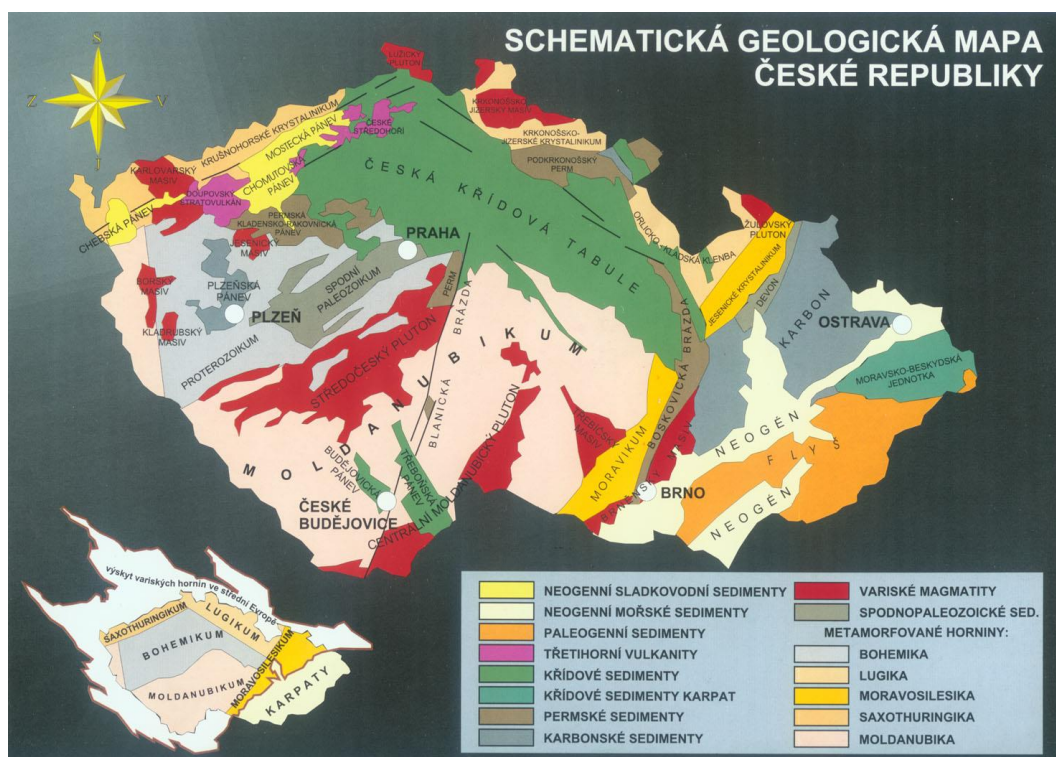 SCHEMATICKÁ GEOLOGICKÁ MAPA
ČESKÉ REPUBLIKY
S
Z
V
J
LUŽICKÝ
PLUTON
KRKONOŠSKO-
JIZERSKÝ MASIV
KRKONOŠSKO-
JIZERSKÉ KRYSTALINIKUM
PODKRKONOŠSKÝ
PERM
KRUŠNOHORSKÉ KRYSTALINIKUM
MOSTECKÁ PÁNEV
ČESKÉ
STŘEDOHOŘÍ
CHOMUTOVSKÁ
PÁNEV
KARLOVARSKÝ
MASIV
DOUPOVSKÝ
STRATOVULKÁN
CHEBSKÁ PÁNEV
PERMSKÁ
KLADENSKO-RAKOVNICKÁ
PÁNEV
JESENICKÝ
MASIV
ČESKÁ KŘÍDOVÁ TABULE
ORLICKO-KLADSKÁ KLENBA
ŽULOVSKÝ
PLUTON
JESENICKÉ KRYSTALINIKUM
DEVON
KARBON
PRAHA
BORSKÝ
MASIV
PLZEŇSKÁ
PÁNEV
PLZEŇ
SPODNÍ
PALEOZOIKUM
KLADRUBSKÝ
MASIV
PROTEROZOIKUM
STŘEDOČESKÝ PLUTON
PERM
BLANICKÁ BRÁZDA
MOLDANUBIKUM
OSTRAVA
MORAVSKO-BESKYDSKÁ
JEDNOTKA
TŘEBÍČSKÝ
MASIV
MORAVIKUM
BOSKOVICKÁ BRÁZDA
BRNĚNSKÝ MASIV
BRNO
NEOGÉN
FLYŠ
NEOGÉN
BUDĚJOVICKÁ
PÁNEV
TŘEBOŇSKÁ
PÁNEV
ČESKÉ
BUDĚJOVICE
CENTRÁLNÍ MOLDANUBICKÝ PLUTON
výskyt variských hornin ve střední Evropě
SAXOTHURINGIKUM
LUGIKUM
BOHEMIKUM
MOLDANUBIKUM
MORAVOSILESIKUM
KARPATY
NEOGENNÍ SLADKOVODNÍ SEDIMENTY
NEOGENNÍ MOŘSKÉ SEDIMENTY
PALEOGENNÍ SEDIMENTY
TŘETIHORNÍ VULKANITY
KŘÍDOVÉ SEDIMENTY
KŘÍDOVÉ SEDIMENTY KARPAT
PERMSKÉ SEDIMENTY
KARBONSKÉ SEDIMENTY
VARISKÉ MAGMATITY
SPODNOPALEOZOICKÉ SED.
METAMORFOVANÉ HORNINY:
BOHEMIKA
LUGIKA
MORAVOSILESIKA
SAXOTHURINGIKA
MOLDANUBIKA